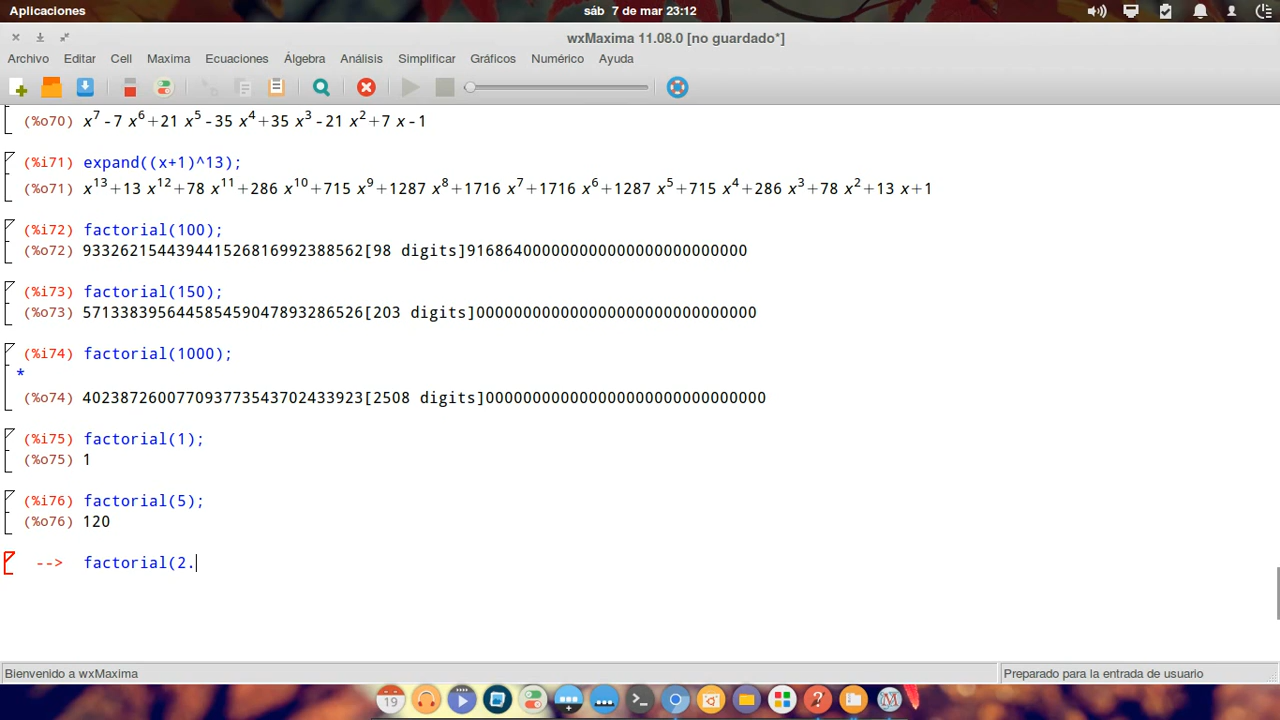 Aplicaciones sáb 7 de mar 23:12
wxMaxima 11.08.0 [no guardado*]
Archivo Editar Cell Maxima Ecuaciones Álgebra Análisis Simplificar Gráficos Numérico Ayuda
(%o70) x^7-7 x^6+21 x^5-35 x^4+35 x^3-21 x^2+7 x-1
(%i71) expand((x+1)^13);
(%o71) x^13+13 x^12+78 x^11+286 x^10+715 x^9+1287 x^8+1716 x^7+1716 x^6+1287 x^5+715 x^4+286 x^3+78 x^2+13 x+1
(%i72) factorial(100);
(%o72) 933262154439441526816992388562[98 digits]916864000000000000000000000000
(%i73) factorial(150);
(%o73) 571338395644585459047893286526[203 digits]000000000000000000000000000000
(%i74) factorial(1000);
*
(%o74) 402387260077093773543702433923[2508 digits]000000000000000000000000000000
(%i75) factorial(1);
(%o75) 1
(%i76) factorial(5);
(%o76) 120
--> factorial(2.
Bienvenido a wxMaxima Preparado para la entrada de usuario
19